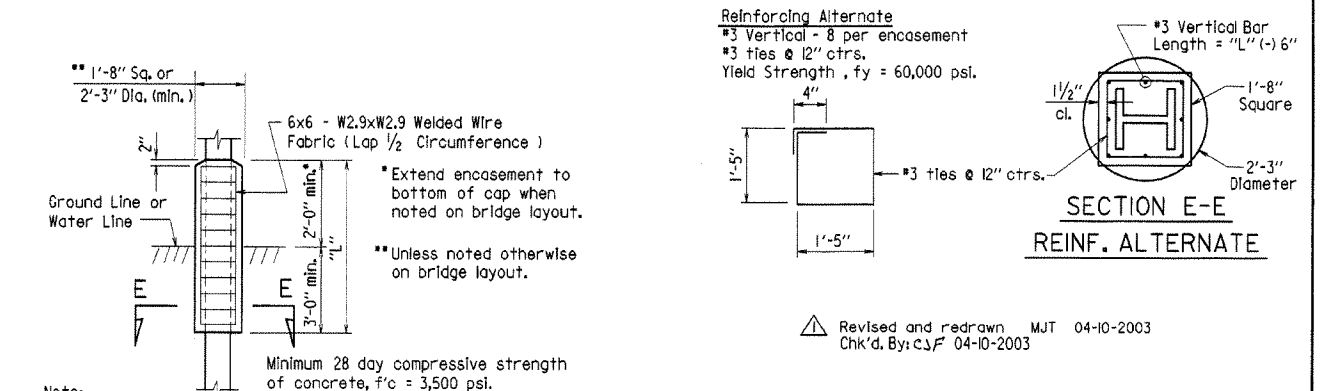 ** 1'-8" Sq. or
2'-3" Dia. (min.)
2"
6x6 - W2.9xW2.9 Welded Wire
Fabric (Lap 1/2 Circumference )
Ground Line or
Water Line
2'-0" min.*
3'-0" min.
"L"
E
E
*Extend encasement to
bottom of cap when
noted on bridge layout.
**Unless noted otherwise
on bridge layout.
Minimum 28 day compressive strength
of concrete, f'c = 3,500 psi.
Reinforcing Alternate
#3 Vertical - 8 per encasement
#3 ties @ 12" ctrs.
Yield Strength , fy = 60,000 psi.
4"
1'-5"
1'-5"
#3 ties @ 12" ctrs.
#3 Vertical Bar
Length = "L" (-) 6"
1 1/2"
cl.
1'-8"
Square
2'-3"
Diameter
SECTION E-E
REINF. ALTERNATE
1 Revised and redrawn MJT 04-10-2003
Chk'd. By: CJF 04-10-2003